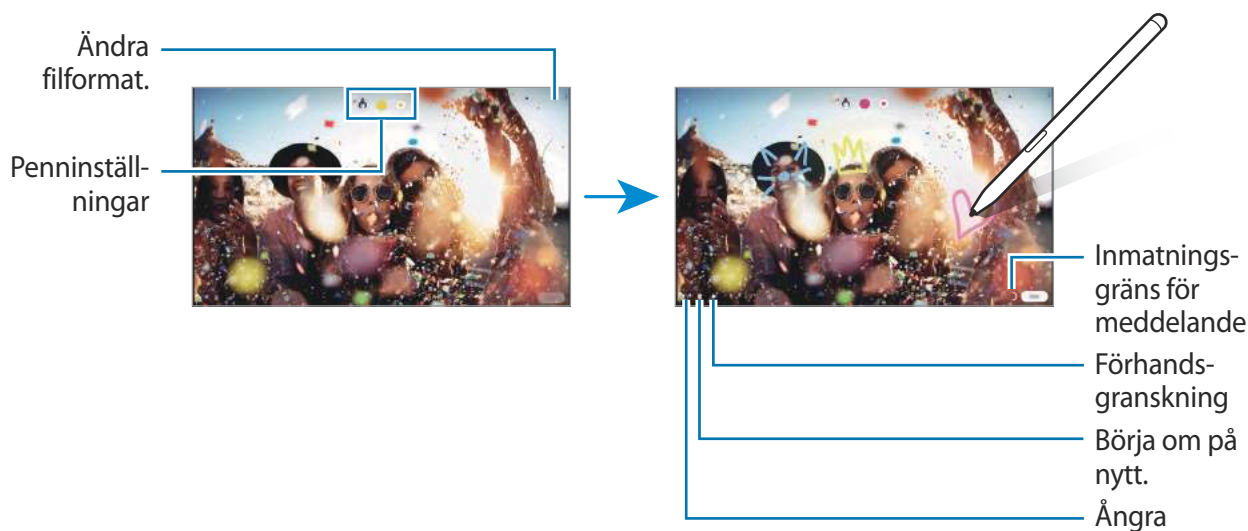 Ändra
filformat.
Penninställ-
ningar
Inmatnings-
gräns för
meddelande
Förhands-
granskning
Börja om på
nytt.
Ångra